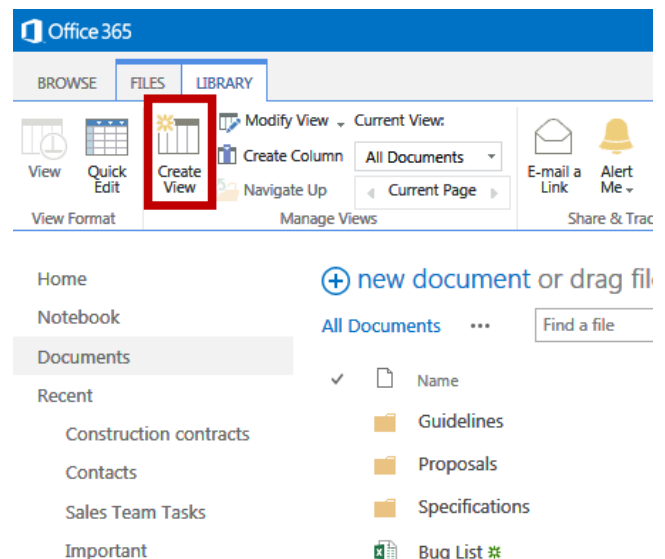 Office 365
BROWSE FILES LIBRARY
View
Quick
Edit
View Format
Create
View
Modify View
Create Column
Navigate Up
Current View:
All Documents
Current Page
Manage Views
E-mail a
Link
Alert
Me
Share & Trac
Home
Notebook
Documents
Recent
Construction contracts
Contacts
Sales Team Tasks
Important
new document or drag fil
All Documents ... Find a file
Name
Guidelines
Proposals
Specifications
Bug List